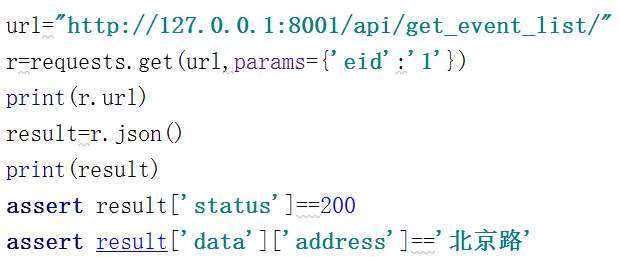 url="http://127.0.0.1:8001/api/get_event_list/"
r=requests.get(url,params={'eid':'1'})
print(r.url)
result=r.json()
print(result)
assert result['status']==200
assert result['data']['address']=='北京路'